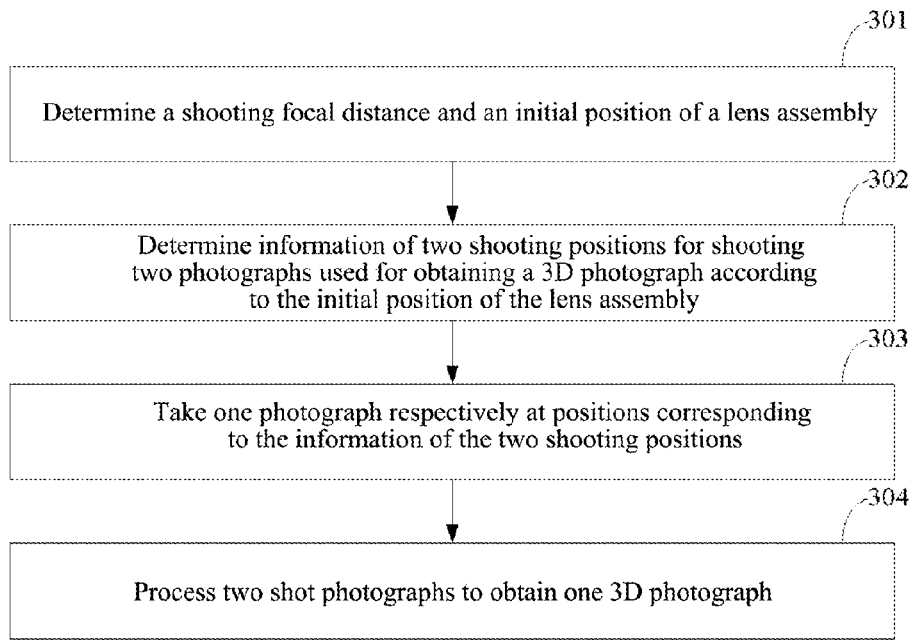 301
Determine a shooting focal distance and an initial position of a lens assembly
302
Determine information of two shooting positions for shooting
two photographs used for obtaining a 3D photograph according
to the initial position of the lens assembly
303
Take one photograph respectively at positions corresponding
to the information of the two shooting positions
304
Process two shot photographs to obtain one 3D photograph